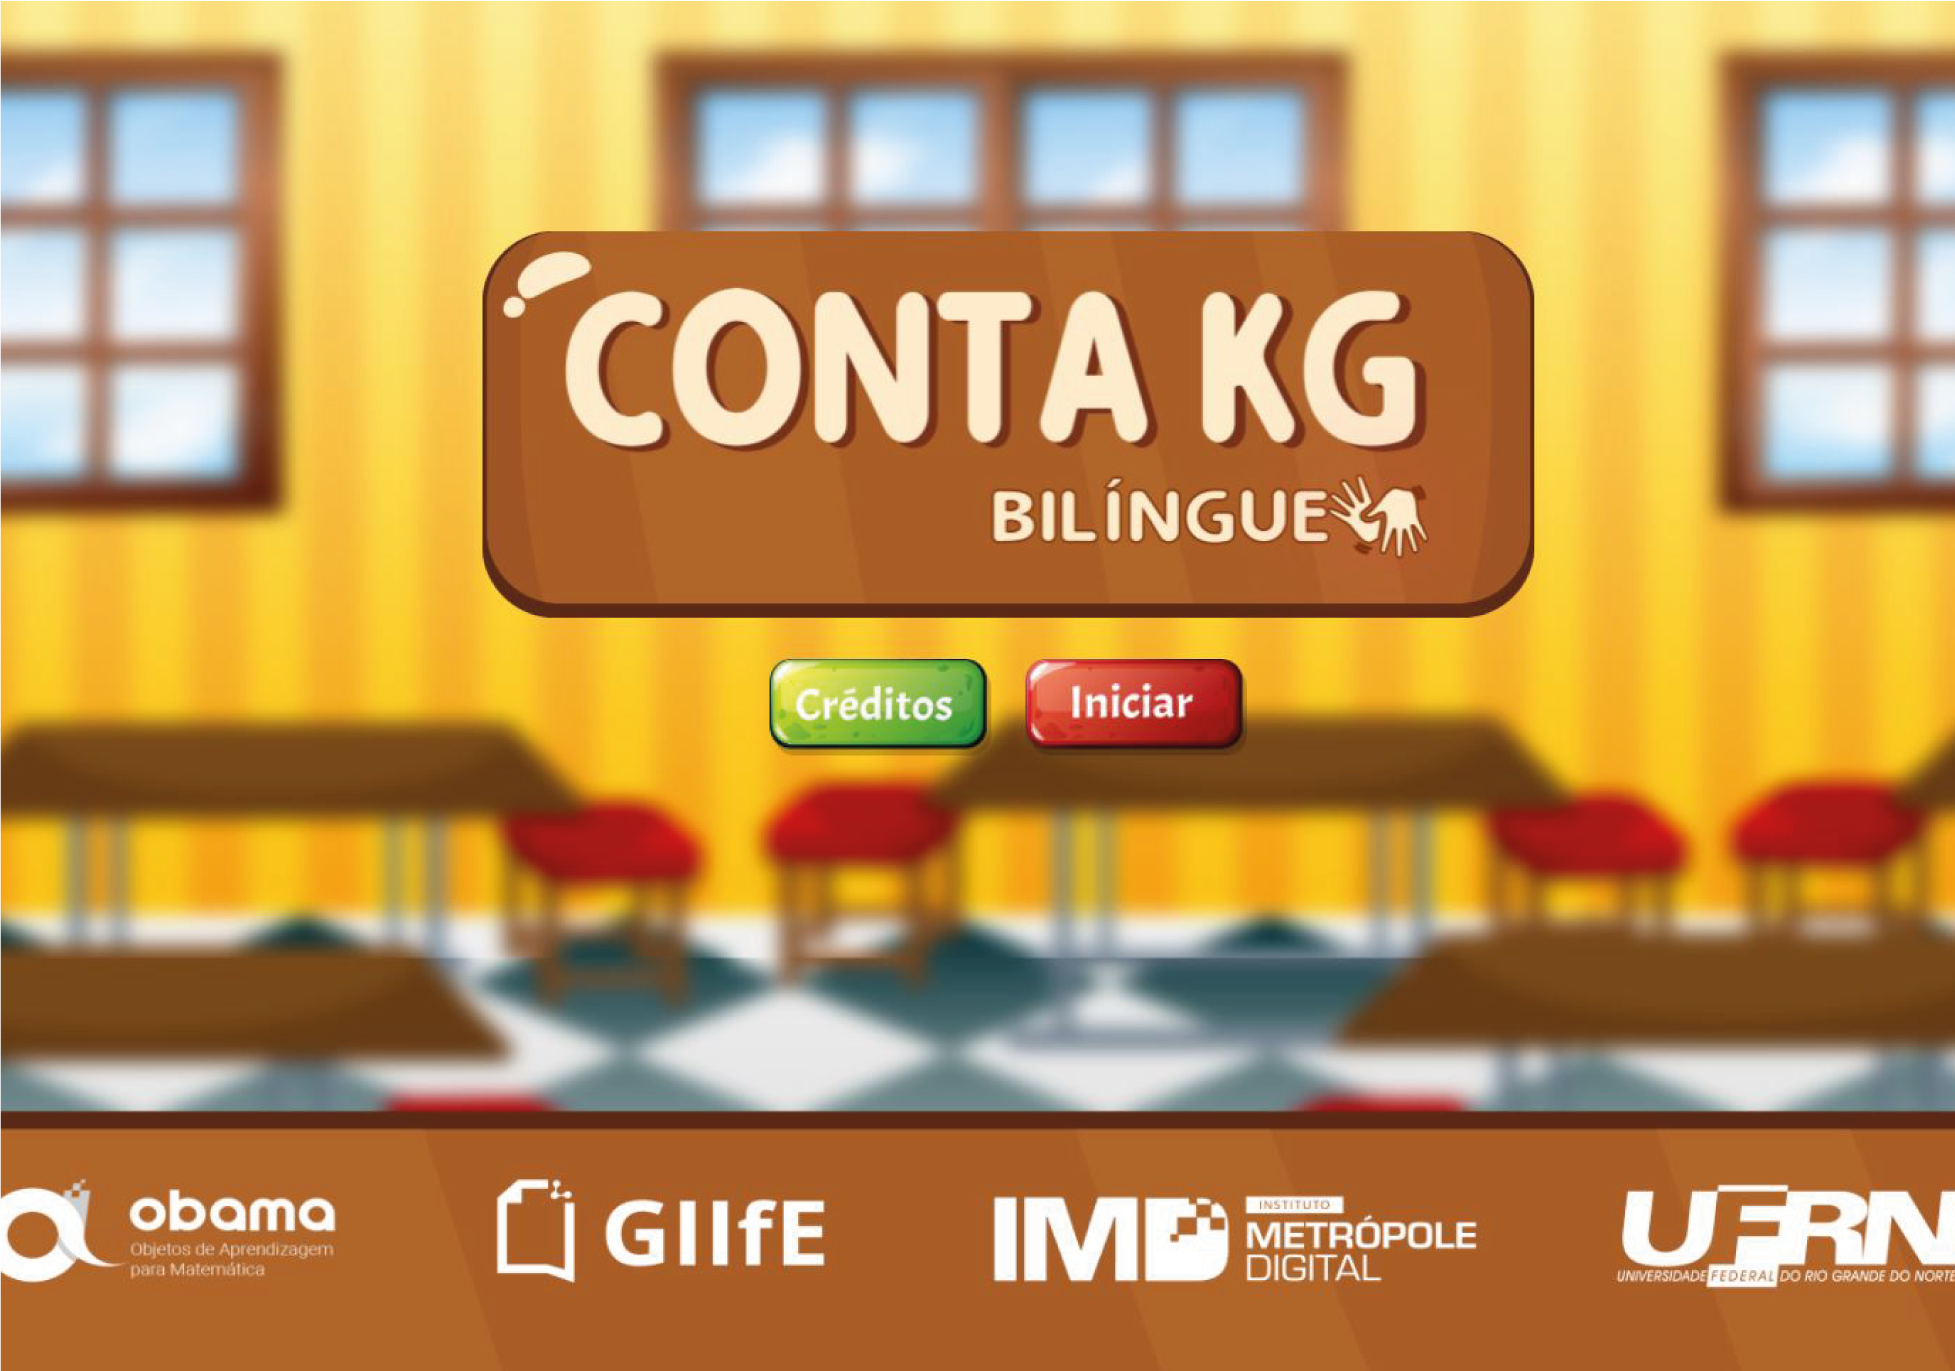 CONTA KG
BILÍNGUE
Créditos
Iniciar
obama
Objetos de Aprendizagem
para Matemática
GIIfE
IMD
INSTITUTO
METRÓPOLE
DIGITAL
UFRN
UNIVERSIDADE FEDERAL DO RIO GRANDE DO NORTE